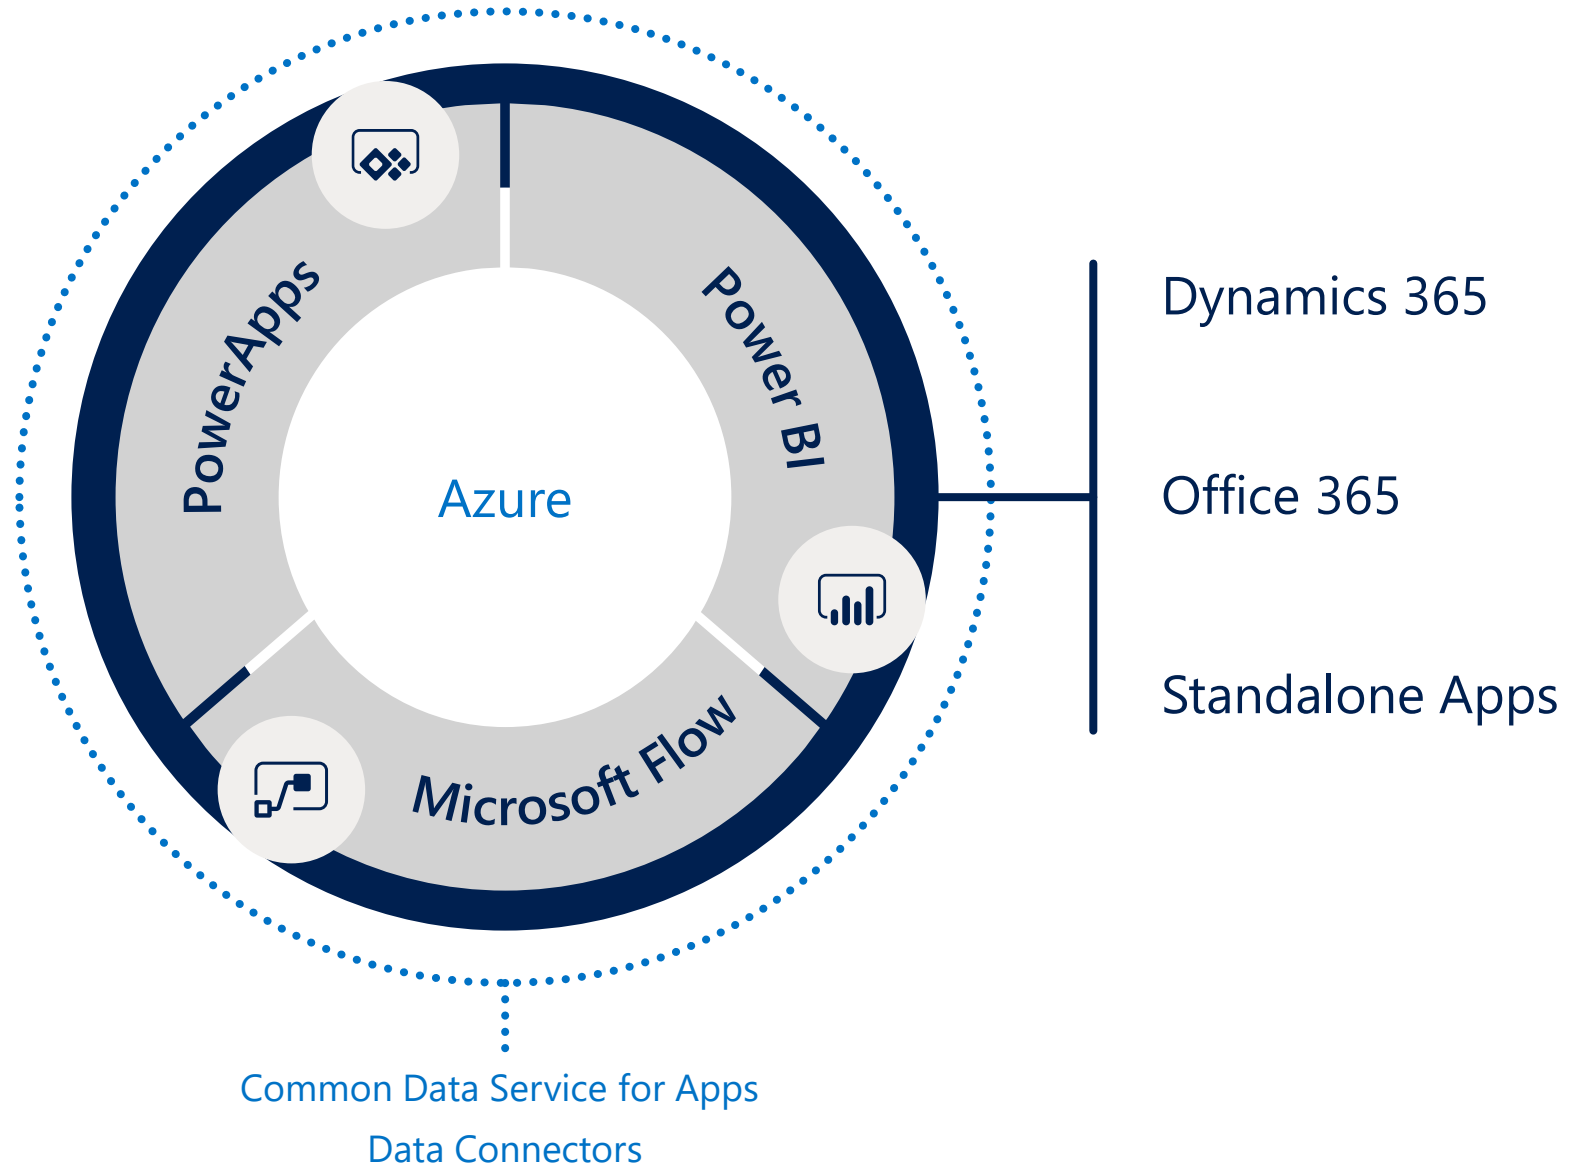 PowerApps
Power BI
Azure
Microsoft Flow
Dynamics 365
Office 365
Standalone Apps
Common Data Service for Apps
Data Connectors